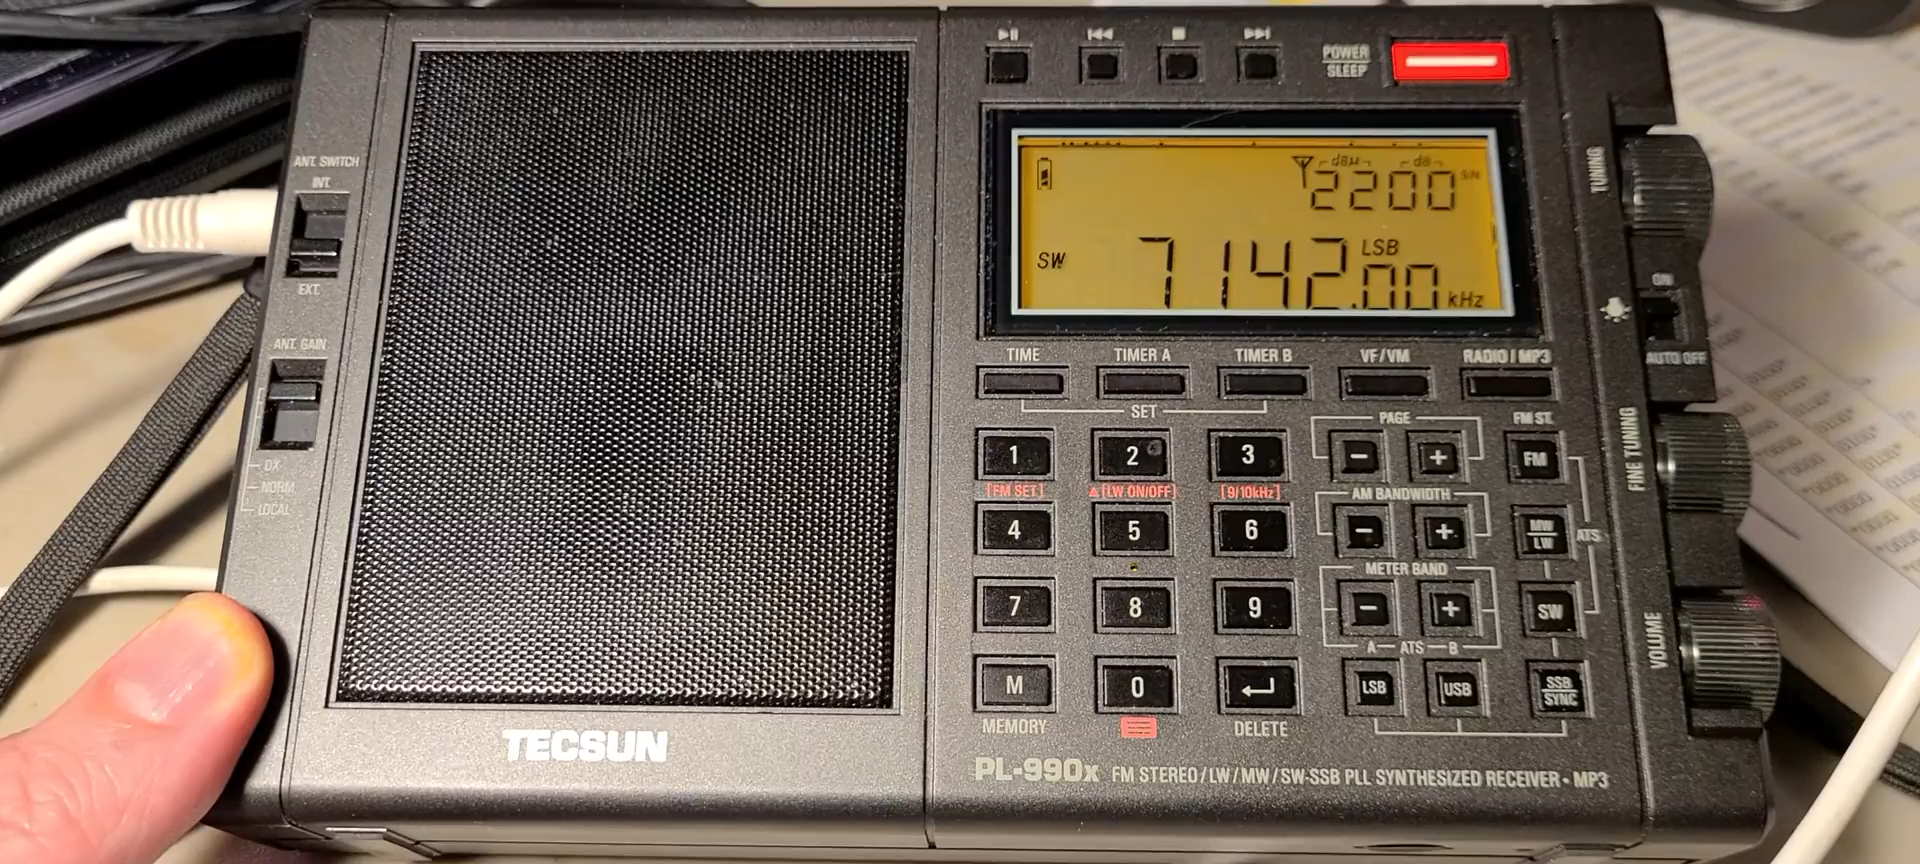 POWER
SLEEP
ANT. SWITCH
INT.
EXT.
ANT. GAIN
DX
NORM
LOCAL
dBµ dB
2200 S/N
SW 7142.00 LSB kHz
TUNING
ON
AUTO OFF
TIME TIMER A TIMER B VF/VM RADIO/MP3
SET
PAGE FM ST.
1 2 3 - + FM
[FM SET] ▲[LW ON/OFF] [9/10kHz] AM BANDWIDTH
FINE TUNING
4 5 6 - + MW
LW
ATS
METER BAND
7 8 9 - + SW
VOLUME
A ATS B
M 0 LSB USB SSB
SYNC
MEMORY DELETE
TECSUN
PL-990x FM STEREO/LW/MW/SW-SSB PLL SYNTHESIZED RECEIVER • MP3